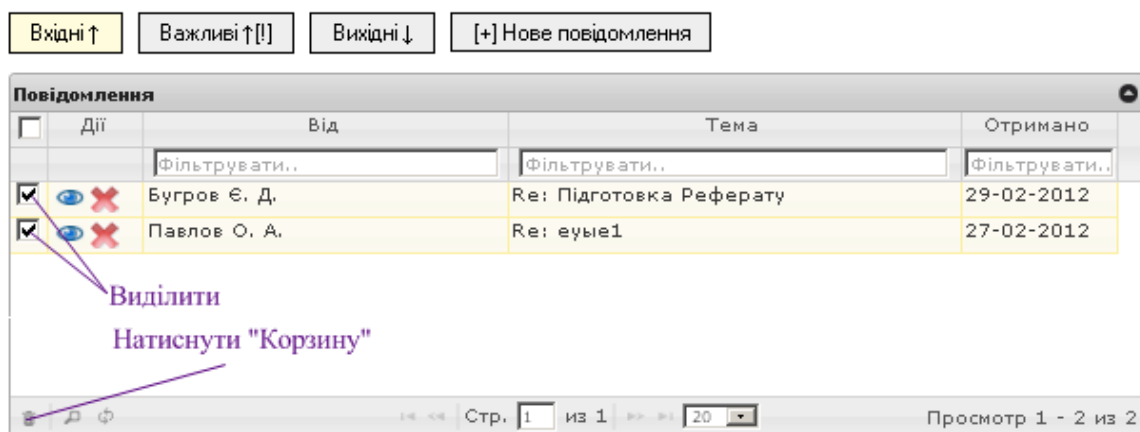 Вхідні↑ Важливі↑[!] Вихідні↓ [+] Нове повідомлення
Повідомлення
Дії Від Тема Отримано
Фільтрувати.. Фільтрувати.. Фільтрувати..
Бугров Є. Д. Re: Підготовка Реферату 29-02-2012
Павлов О. А. Re: еуые1 27-02-2012
Виділити
Натиснути "Корзину"
Стр. 1 из 1 20 Просмотр 1 - 2 из 2